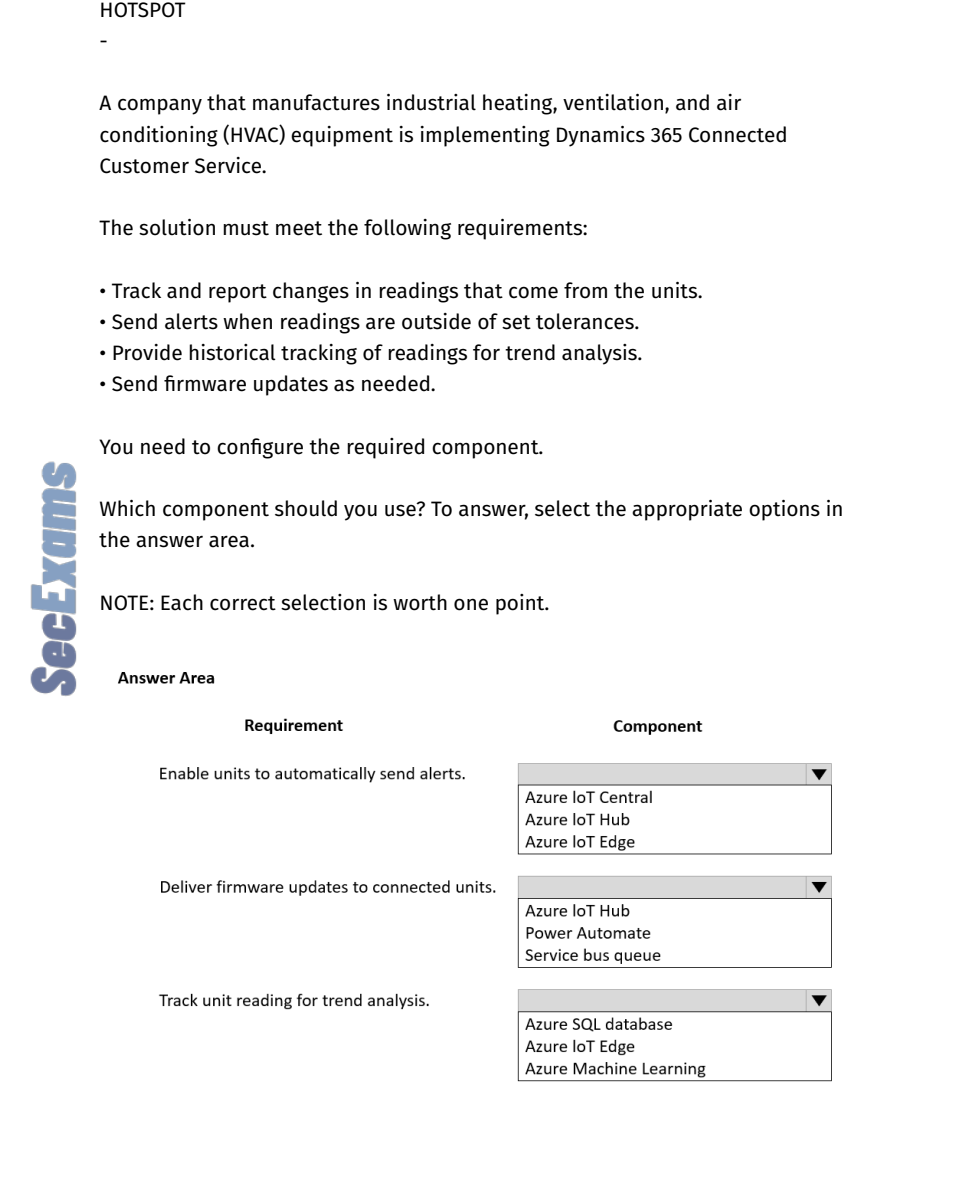 HOTSPOT
-
A company that manufactures industrial heating, ventilation, and air
conditioning (HVAC) equipment is implementing Dynamics 365 Connected
Customer Service.
The solution must meet the following requirements:
• Track and report changes in readings that come from the units.
• Send alerts when readings are outside of set tolerances.
• Provide historical tracking of readings for trend analysis.
• Send firmware updates as needed.
You need to configure the required component.
Which component should you use? To answer, select the appropriate options in
the answer area.
NOTE: Each correct selection is worth one point.
SecExams
Answer Area
Requirement Component
Enable units to automatically send alerts.
Azure IoT Central
Azure IoT Hub
Azure IoT Edge
Deliver firmware updates to connected units.
Azure IoT Hub
Power Automate
Service bus queue
Track unit reading for trend analysis.
Azure SQL database
Azure IoT Edge
Azure Machine Learning